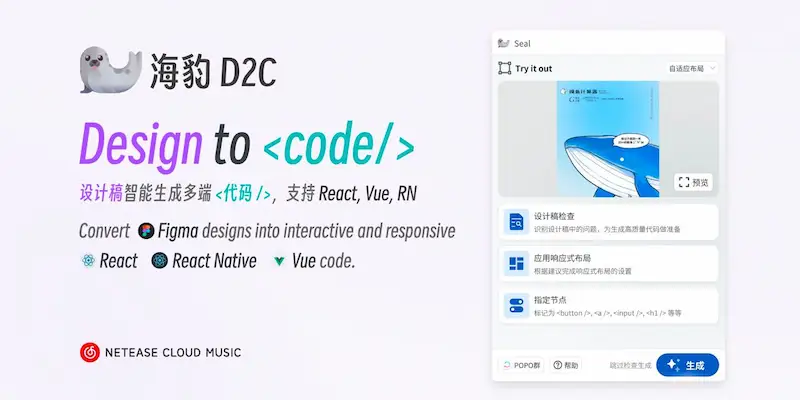 海豹 D2C
Design to <code/>
设计稿智能生成多端 <代码 />，支持 React, Vue, RN
Convert Figma designs into interactive and responsive
React React Native Vue code.
NETEASE CLOUD MUSIC
Seal
Try it out
自适应布局
预览
设计稿检查
识别设计稿中的问题，为生成高质量代码做准备
应用响应式布局
根据建议完成响应式布局的设置
指定节点
标记为 <button />, <a />, <input />, <h1 /> 等等
POPO群
帮助
跳过检查生成
生成